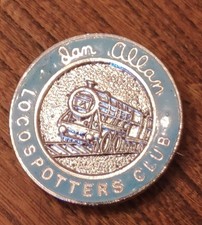 Ian Allan
LOCOSPOTTERS CLUB